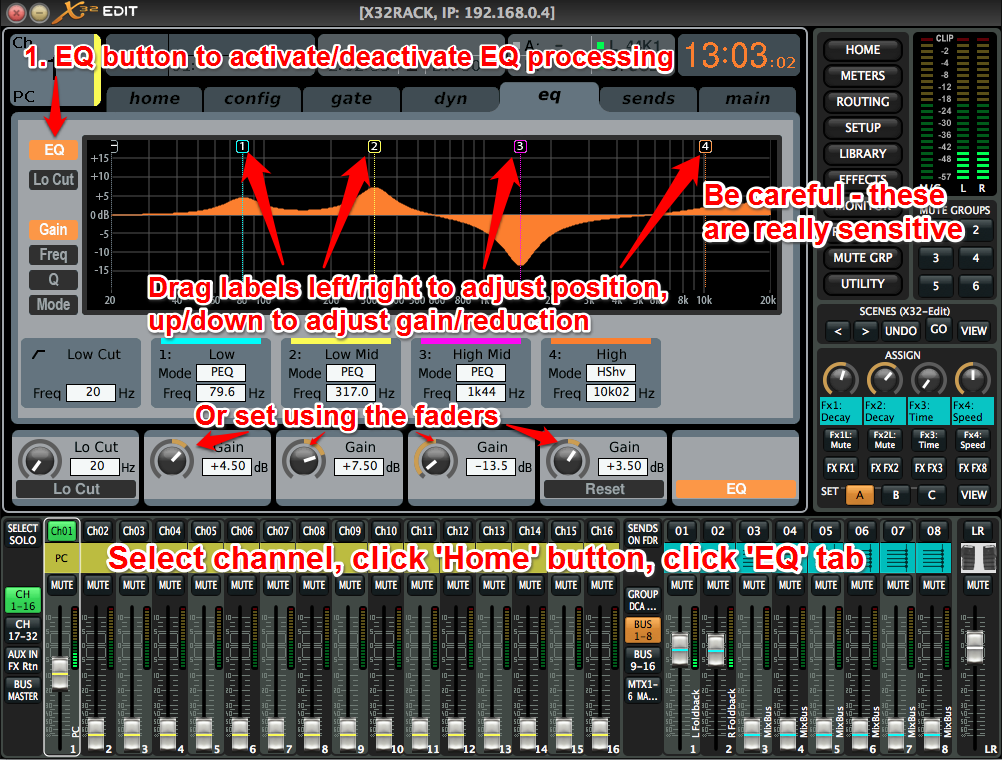 X32 EDIT
[X32RACK, IP: 192.168.0.4]
Ch
1. EQ button to activate/deactivate EQ processing
PC
13:03:02
home
config
gate
dyn
eq
sends
main
EQ
Lo Cut
Gain
Freq
Q
Mode
1
2
3
4
+15
+10
+5
0 dB
-5
-10
-15
20
8k
10k
20k
Drag labels left/right to adjust position,
up/down to adjust gain/reduction
Be careful - these
are really sensitive
Low Cut
Freq 20 Hz
1: Low
Mode PEQ
Freq 79.6 Hz
2: Low Mid
Mode PEQ
Freq 317.0 Hz
3: High Mid
Mode PEQ
Freq 1k44 Hz
4: High
Mode HShv
Freq 10k02 Hz
Or set using the faders
Lo Cut
20 Hz
Lo Cut
Gain
+4.50 dB
Gain
+7.50 dB
Gain
-13.5 dB
Gain
+3.50 dB
Reset
EQ
HOME
METERS
ROUTING
SETUP
LIBRARY
EFFECTS
MUTE GRP
UTILITY
CLIP
-2
-4
-6
-8
-12
-18
-24
-30
-36
-42
-48
-57
L R
MUTE GROUPS
2
3 4
5 6
SCENES (X32-Edit)
< > UNDO GO VIEW
ASSIGN
Fx1: Fx2: Fx3: Fx4:
Decay Decay Time Speed
Fx1L: Fx2L: Fx3: Fx4:
Mute Mute Time Speed
FX FX1 FX FX2 FX FX3 FX FX8
SET A B C VIEW
SELECT
SOLO
Ch01 Ch02 Ch03 Ch04 Ch05 Ch06 Ch07 Ch08 Ch09 Ch10 Ch11 Ch12 Ch13 Ch14 Ch15 Ch16
SENDS
ON FDR
01 02 03 04 05 06 07 08 LR
PC
Select channel, click 'Home' button, click 'EQ' tab
MUTE MUTE MUTE MUTE MUTE MUTE MUTE MUTE MUTE MUTE MUTE MUTE MUTE MUTE MUTE MUTE
MUTE MUTE MUTE MUTE MUTE MUTE MUTE MUTE MUTE
CH
1-16
CH
17-32
AUX IN
FX Rtn
BUS
MASTER
GROUP
DCA ...
BUS
1-8
BUS
9-16
MTX1-
6 MA...
PC
L Foldback
R Foldback
MixBus
MixBus
MixBus
MixBus
MixBus
MixBus
1 2 3 4 5 6 7 8 9 10 11 12 13 14 15 16
1 2 3 4 5 6 7 8 LR